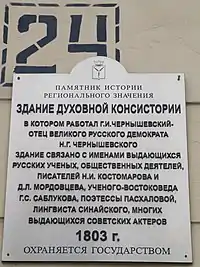 24
ПАМЯТНИК ИСТОРИИ
РЕГИОНАЛЬНОГО ЗНАЧЕНИЯ
ЗДАНИЕ ДУХОВНОЙ КОНСИСТОРИИ
В КОТОРОМ РАБОТАЛ Г.И.ЧЕРНЫШЕВСКИЙ-
ОТЕЦ ВЕЛИКОГО РУССКОГО ДЕМОКРАТА
Н.Г. ЧЕРНЫШЕВСКОГО
ЗДАНИЕ СВЯЗАНО С ИМЕНАМИ ВЫДАЮЩИХСЯ
РУССКИХ УЧЕНЫХ, ОБЩЕСТВЕННЫХ ДЕЯТЕЛЕЙ,
ПИСАТЕЛЕЙ Н.И. КОСТОМАРОВА И
Д.Л. МОРДОВЦЕВА, УЧЕНОГО-ВОСТОКОВЕДА
Г.С. САБЛУКОВА, ПОЭТЕССЫ ПАСХАЛОВОЙ,
ЛИНГВИСТА СИНАЙСКОГО, МНОГИХ
ВЫДАЮЩИХСЯ СОВЕТСКИХ АКТЕРОВ
1803 г.
ОХРАНЯЕТСЯ ГОСУДАРСТВОМ